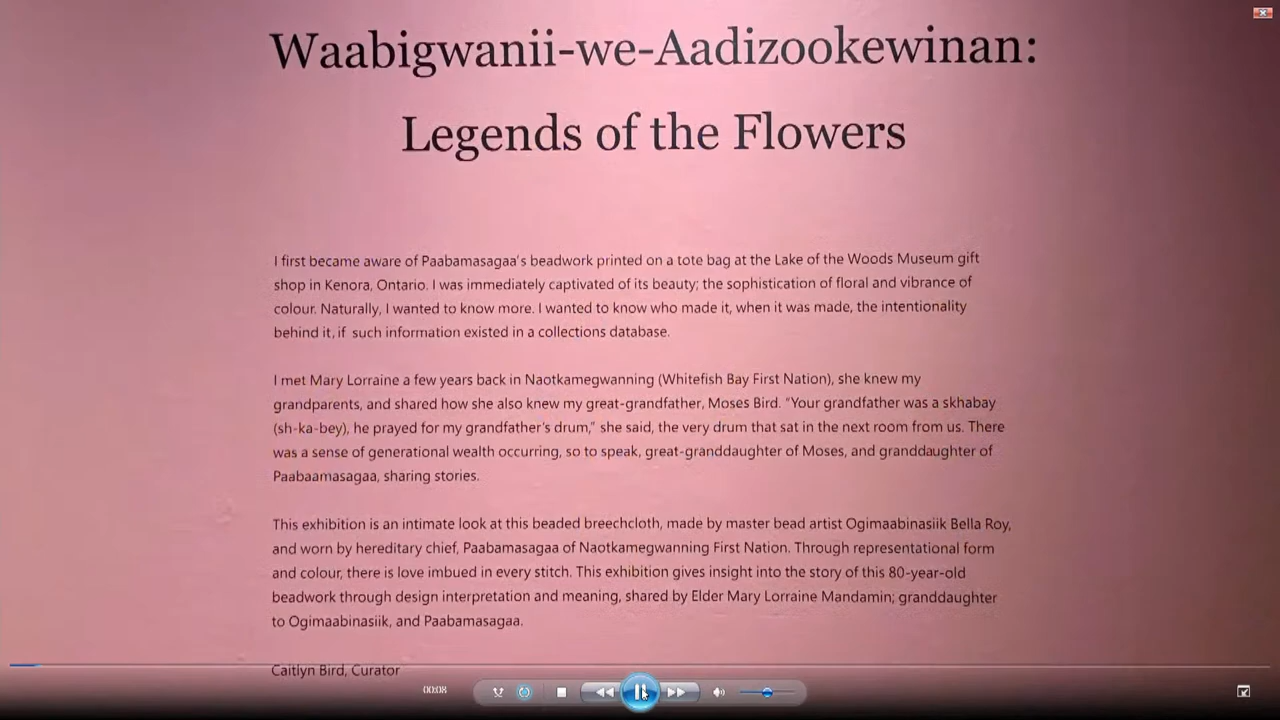 Waabigwanii-we-Aadizookewinan:
Legends of the Flowers
I first became aware of Paabamasagaa's beadwork printed on a tote bag at the Lake of the Woods Museum gift
shop in Kenora, Ontario. I was immediately captivated of its beauty; the sophistication of floral and vibrance of
colour. Naturally, I wanted to know more. I wanted to know who made it, when it was made, the intentionality
behind it, if such information existed in a collections database.
I met Mary Lorraine a few years back in Naotkamegwanning (Whitefish Bay First Nation), she knew my
grandparents, and shared how she also knew my great-grandfather, Moses Bird. "Your grandfather was a skhabay
(sh-ka-bey), he prayed for my grandfather's drum," she said, the very drum that sat in the next room from us. There
was a sense of generational wealth occurring, so to speak, great-granddaughter of Moses, and granddaughter of
Paabaamasagaa, sharing stories.
This exhibition is an intimate look at this beaded breechcloth, made by master bead artist Ogimaabinasiik Bella Roy,
and worn by hereditary chief, Paabamasagaa of Naotkamegwanning First Nation. Through representational form
and colour, there is love imbued in every stitch. This exhibition gives insight into the story of this 80-year-old
beadwork through design interpretation and meaning, shared by Elder Mary Lorraine Mandamin; granddaughter
to Ogimaabinasiik, and Paabamasagaa.
Caitlyn Bird, Curator
00:08